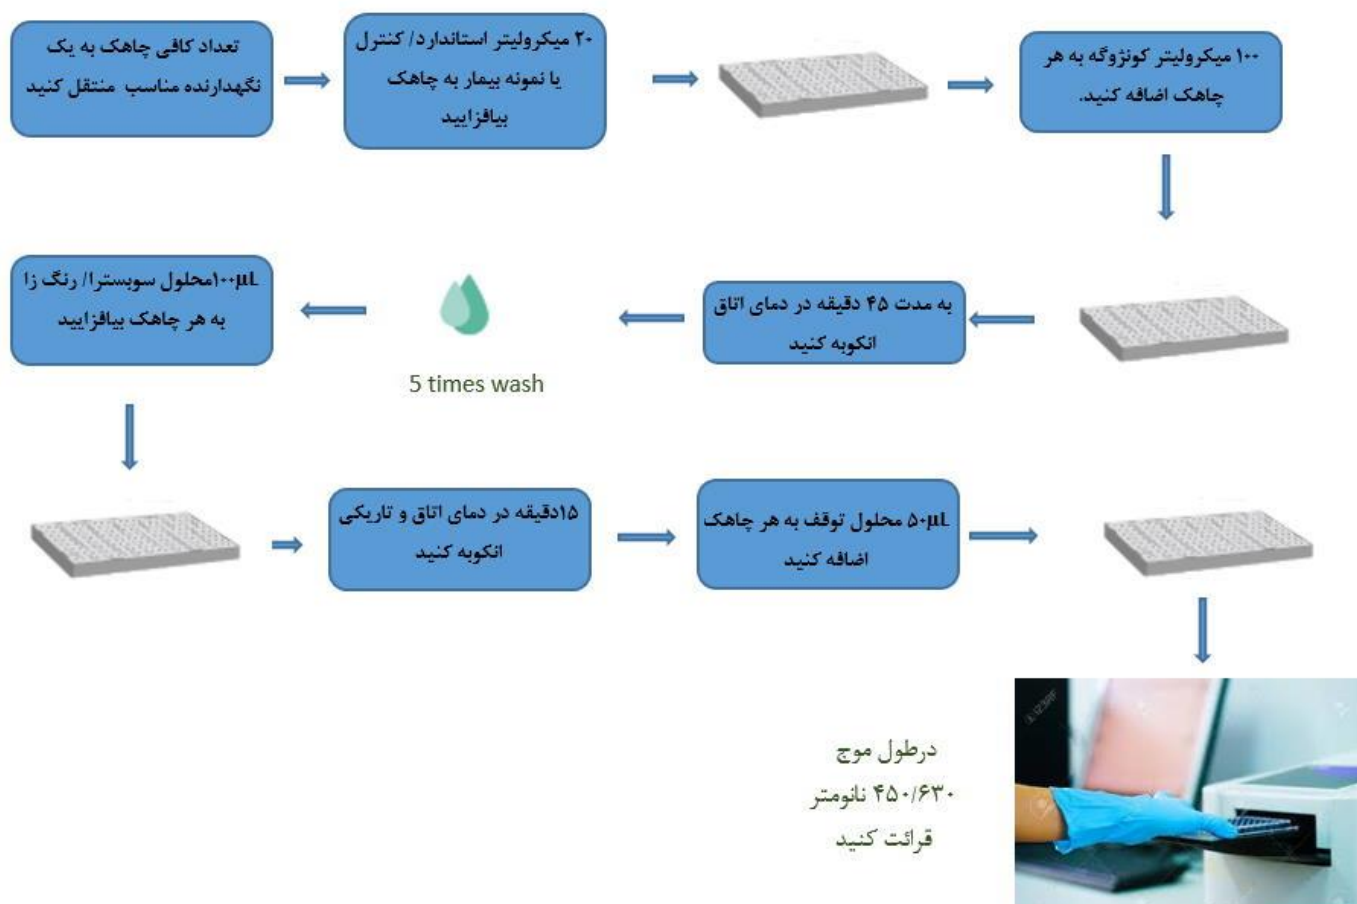 تعداد کافی چاهک به یک
نگهدارنده مناسب منتقل کنید
۲۰ میکرولیتر استاندارد/ کنترل
یا نمونه بیمار به چاهک
بیافزایید
۱۰۰ میکرولیتر کونژوگه به هر
چاهک اضافه کنید.
به مدت ۴۵ دقیقه در دمای اتاق
انکوبه کنید
5 times wash
۱۰۰µL محلول سوبسترا/ رنگ زا
به هر چاهک بیافزایید
۱۵دقیقه در دمای اتاق و تاریکی
انکوبه کنید
۵۰µL محلول توقف به هر چاهک
اضافه کنید
درطول موج
۴۵۰/۶۳۰ نانومتر
قرائت کنید
123RF